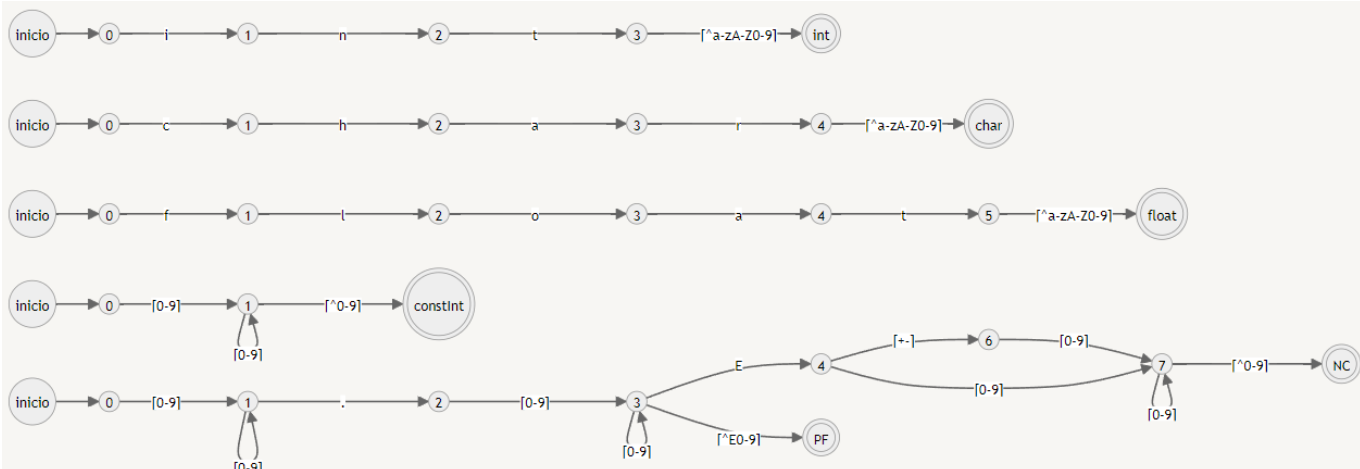 inicio 0 i 1 n 2 t 3 [^a-zA-Z0-9] int
inicio 0 c 1 h 2 a 3 r 4 [^a-zA-Z0-9] char
inicio 0 f 1 l 2 o 3 a 4 t 5 [^a-zA-Z0-9] float
inicio 0 [0-9] 1 [^0-9] constInt
[0-9]
6
[+-] [0-9]
E 4 7 [^0-9] NC
[0-9]
inicio 0 [0-9] 1 . 2 [0-9] 3
[0-9]
[^E0-9] PF
[0-9]
[0-9]